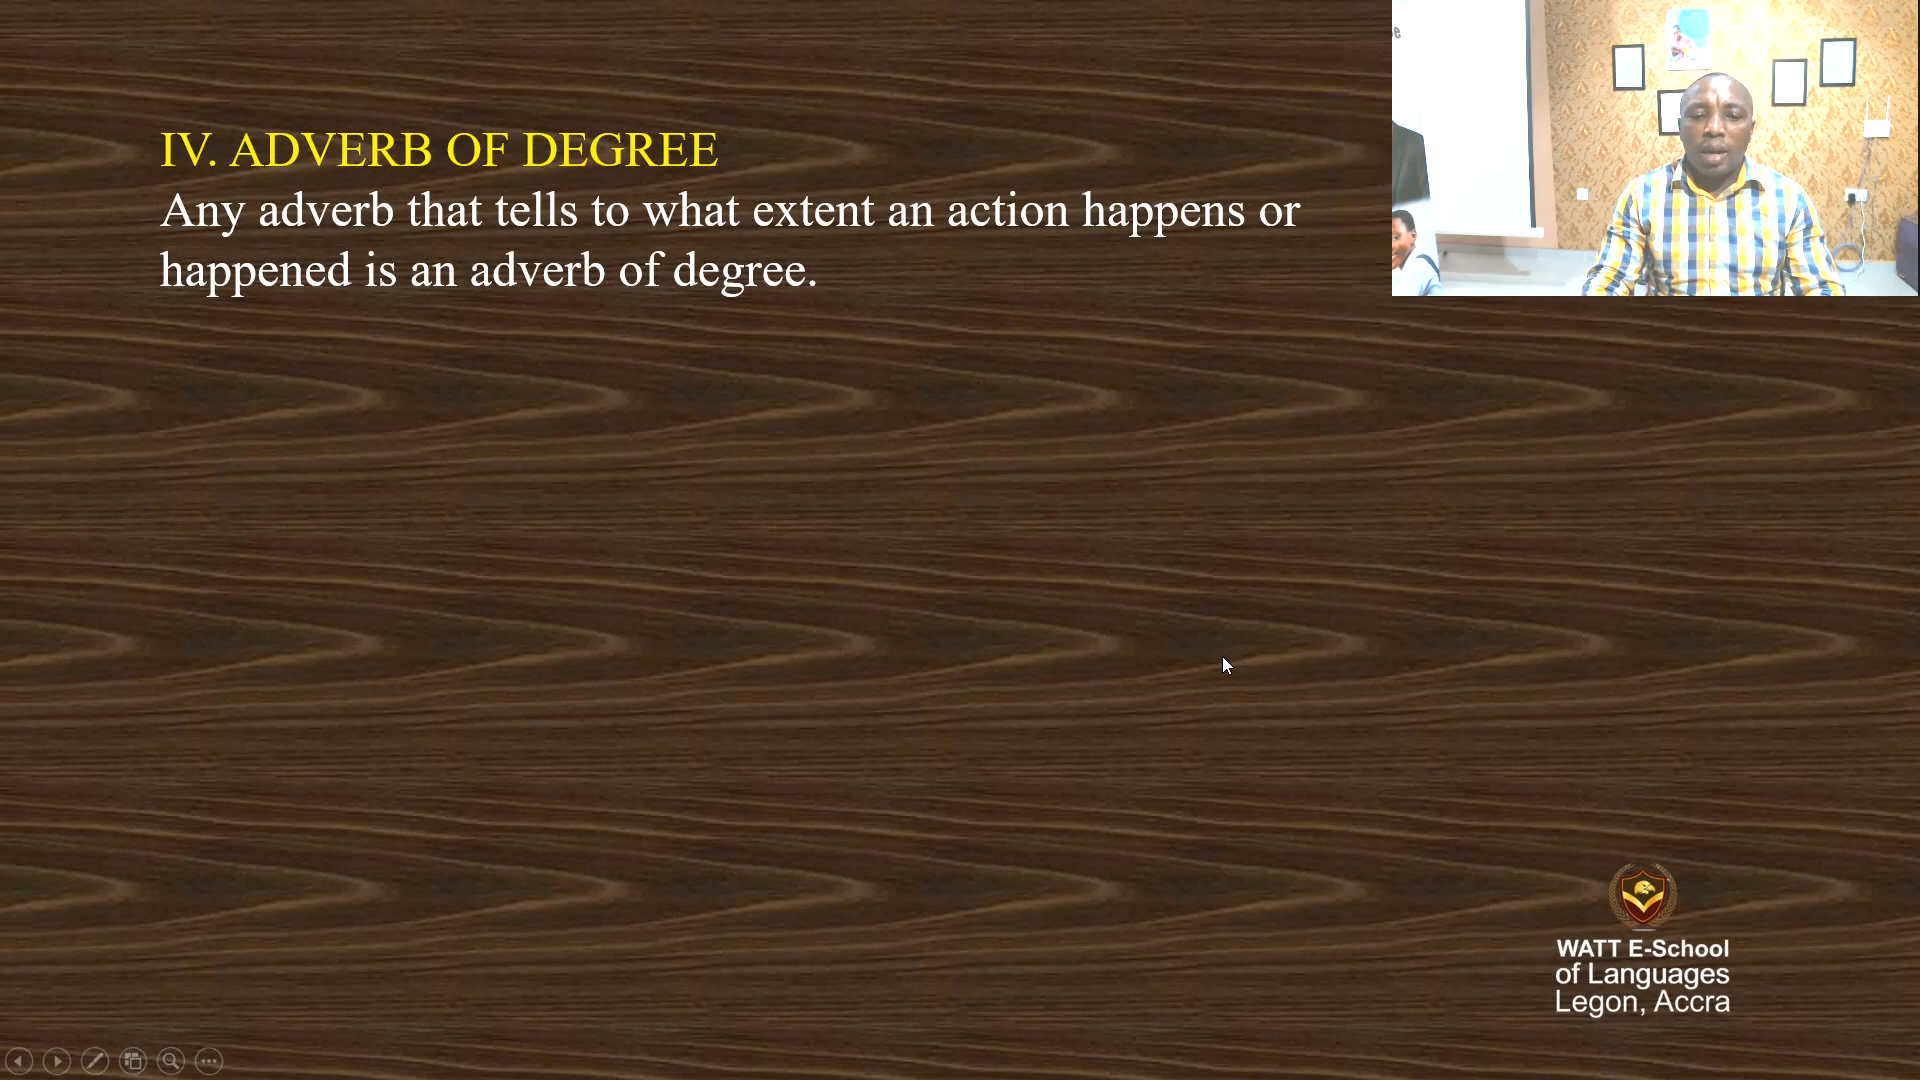 IV. ADVERB OF DEGREE
Any adverb that tells to what extent an action happens or
happened is an adverb of degree.
WATT E-School
of Languages
Legon, Accra